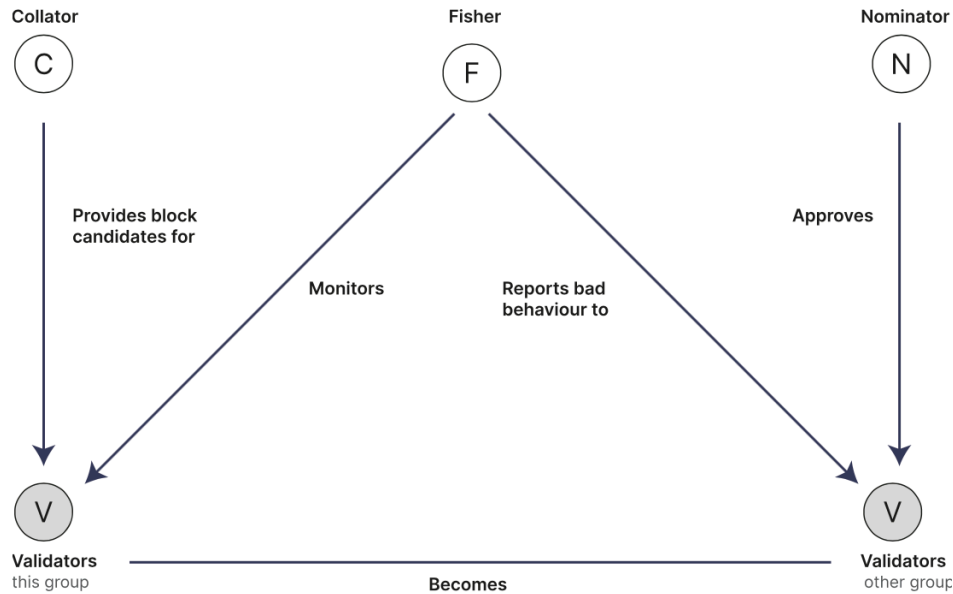 Collator
Fisher
Nominator
C
F
N
Provides block
candidates for
Approves
Monitors
Reports bad
behaviour to
V
V
Validators
this group
Validators
other group
Becomes